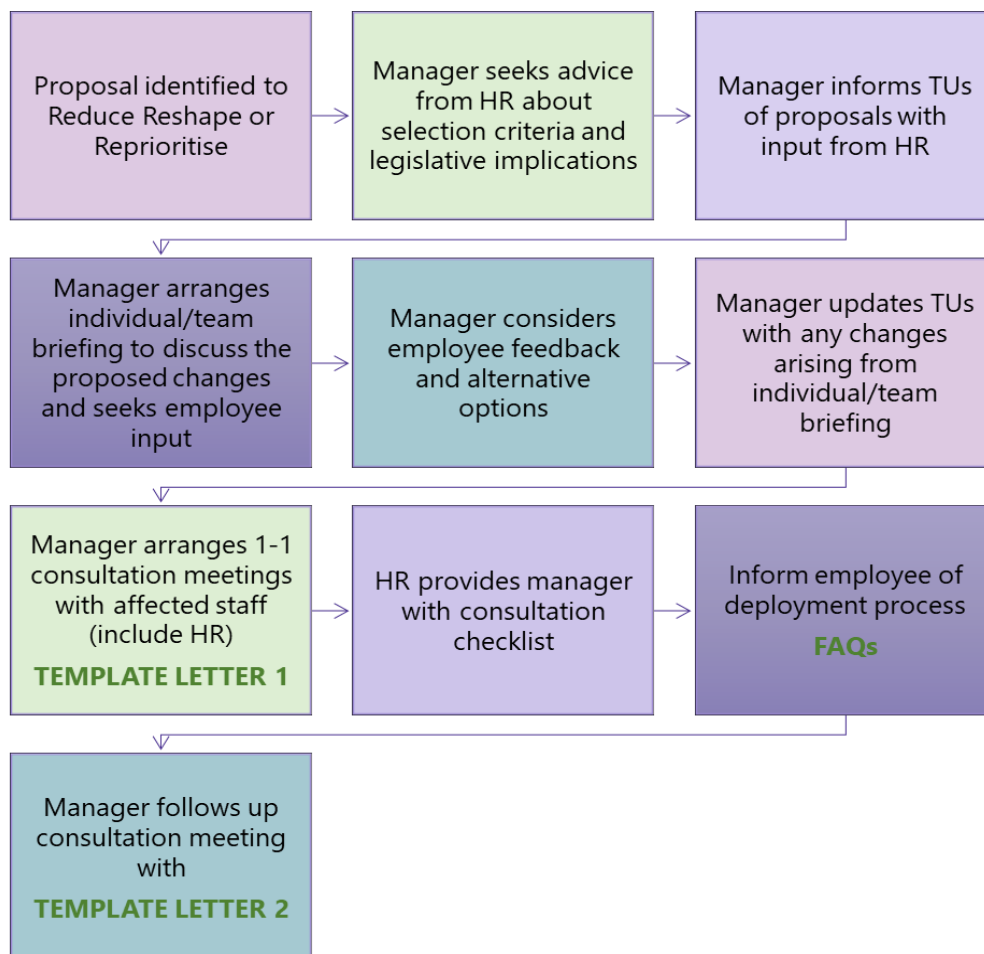 Proposal identified to
Reduce Reshape or
Reprioritise
Manager seeks advice
from HR about
selection criteria and
legislative implications
Manager informs TUs
of proposals with
input from HR
Manager arranges
individual/team
briefing to discuss the
proposed changes
and seeks employee
input
Manager considers
employee feedback
and alternative
options
Manager updates TUs
with any changes
arising from
individual/team
briefing
Manager arranges 1-1
consultation meetings
with affected staff
(include HR)
TEMPLATE LETTER 1
HR provides manager
with consultation
checklist
Inform employee of
deployment process
FAQs
Manager follows up
consultation meeting
with
TEMPLATE LETTER 2